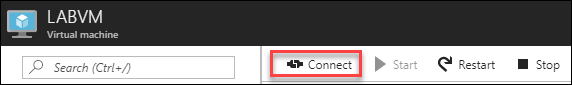 LABVM
Virtual machine
Search (Ctrl+/)
Connect Start Restart Stop